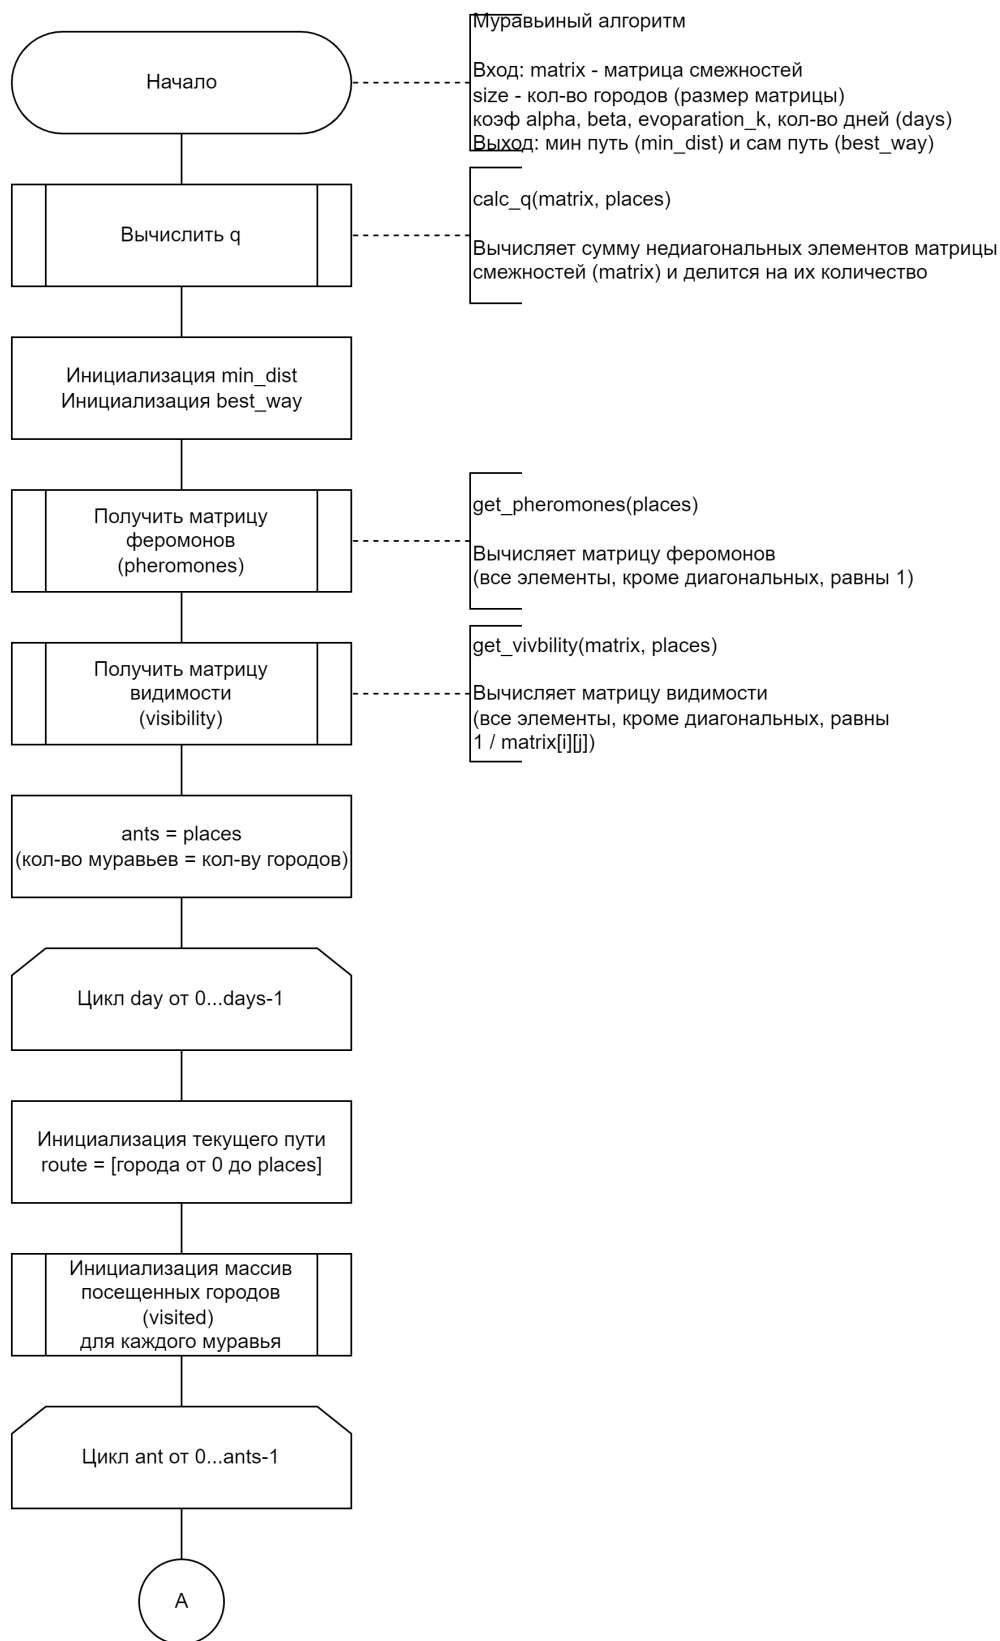 Начало
Муравьиный алгоритм
Вход: matrix - матрица смежностей
size - кол-во городов (размер матрицы)
коэф alpha, beta, evoparation_k, кол-во дней (days)
Выход: мин путь (min_dist) и сам путь (best_way)
Вычислить q
calc_q(matrix, places)
Вычисляет сумму недиагональных элементов матрицы
смежностей (matrix) и делится на их количество
Инициализация min_dist
Инициализация best_way
Получить матрицу
феромонов
(pheromones)
get_pheromones(places)
Вычисляет матрицу феромонов
(все элементы, кроме диагональных, равны 1)
Получить матрицу
видимости
(visibility)
get_vivbility(matrix, places)
Вычисляет матрицу видимости
(все элементы, кроме диагональных, равны
1 / matrix[i][j])
ants = places
(кол-во муравьев = кол-ву городов)
Цикл day от 0...days-1
Инициализация текущего пути
route = [города от 0 до places]
Инициализация массив
посещенных городов
(visited)
для каждого муравья
Цикл ant от 0...ants-1
А